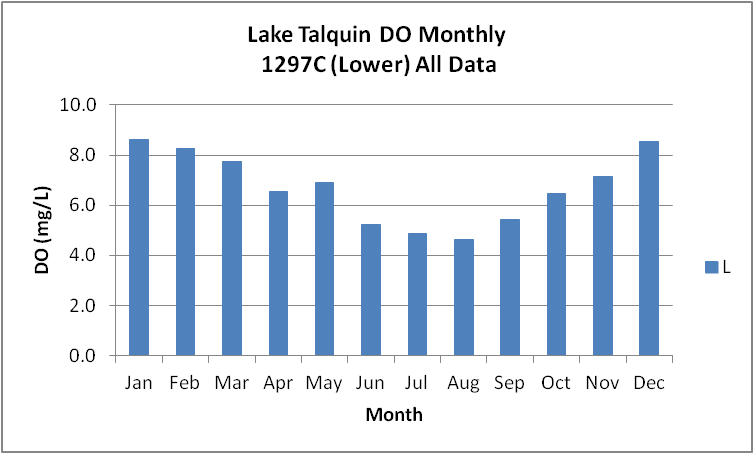 Lake Talquin DO Monthly
1297C (Lower) All Data
10.0
8.0
6.0
4.0
2.0
0.0
DO (mg/L)
Jan Feb Mar Apr May Jun Jul Aug Sep Oct Nov Dec
Month
L